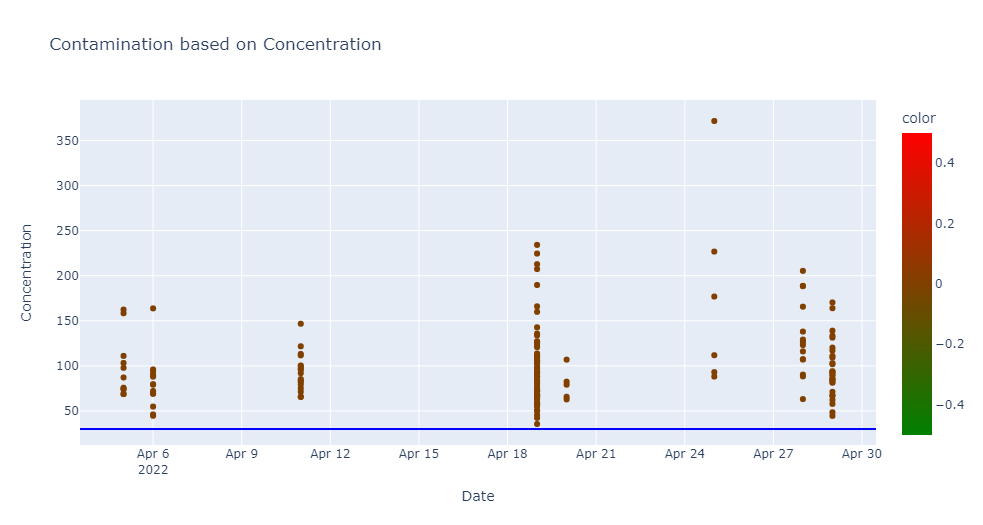 Contamination based on Concentration
color
350
300
250
200
150
100
50
Concentration
0.4
0.2
0
−0.2
−0.4
Apr 6
2022
Apr 9
Apr 12
Apr 15
Apr 18
Apr 21
Apr 24
Apr 27
Apr 30
Date